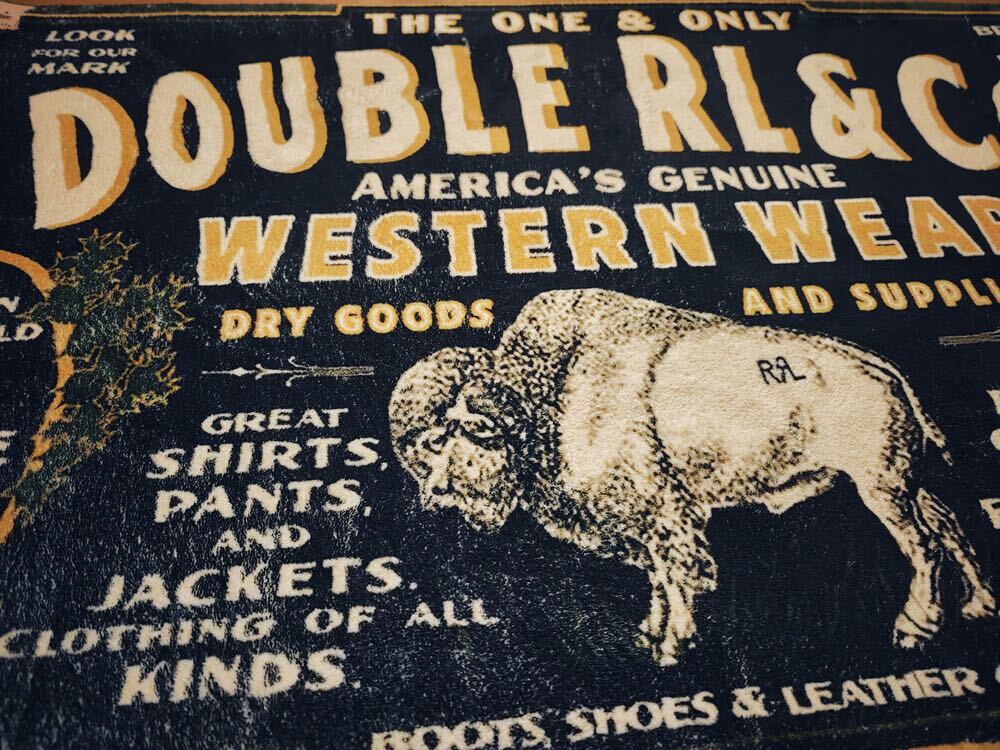 LOOK
FOR OUR
MARK
THE ONE & ONLY
DOUBLE RL & C
AMERICA'S GENUINE
WESTERN WEAR
DRY GOODS
AND SUPPLI
RRL
GREAT
SHIRTS,
PANTS,
AND
JACKETS.
CLOTHING OF ALL
KINDS.
BOOTS, SHOES & LEATHER